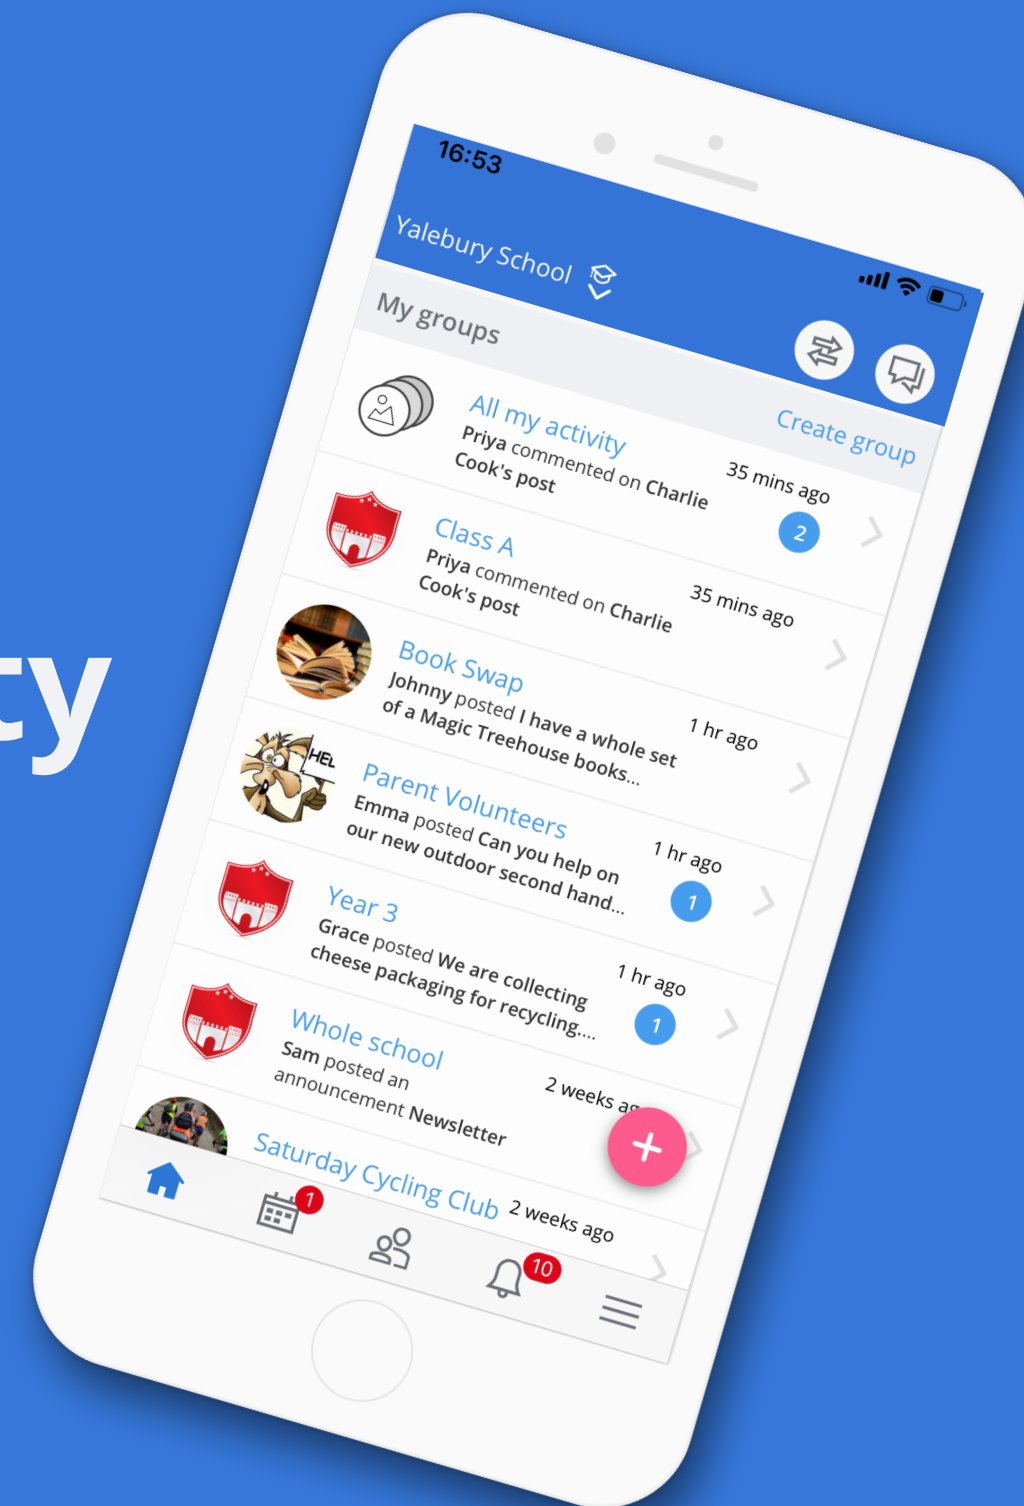 16:53
Yalebury School
My groups
Create group
All my activity
35 mins ago
Priya commented on Charlie
Cook's post
2
Class A
35 mins ago
Priya commented on Charlie
Cook's post
Book Swap
1 hr ago
Johnny posted I have a whole set
of a Magic Treehouse books...
HEL
Parent Volunteers
1 hr ago
Emma posted Can you help on
our new outdoor second hand...
1
Year 3
1 hr ago
Grace posted We are collecting
cheese packaging for recycling....
1
Whole school
2 weeks ag
Sam posted an
announcement Newsletter
Saturday Cycling Club
2 weeks ago
1
10
ty